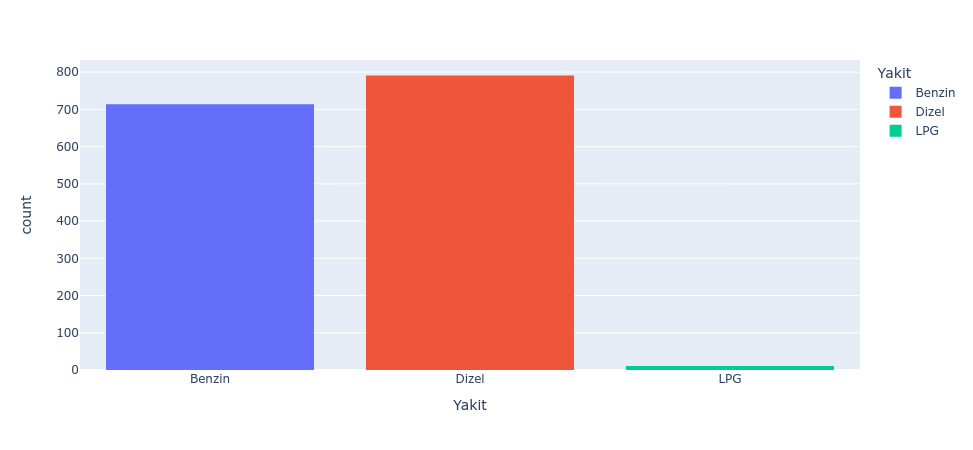 800
700
600
500
400
300
200
100
0
count
Benzin
Dizel
LPG
Yakit
Yakit
Benzin
Dizel
LPG